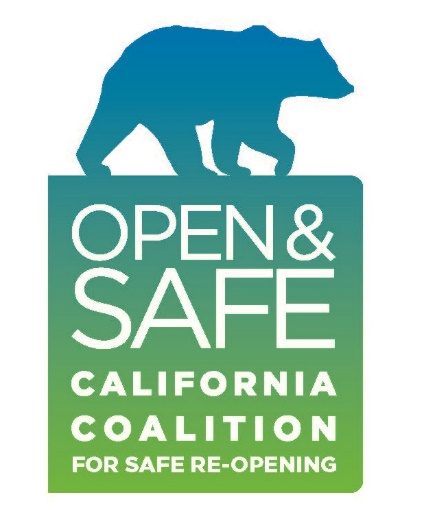 OPEN &
SAFE
CALIFORNIA
COALITION
FOR SAFE RE-OPENING